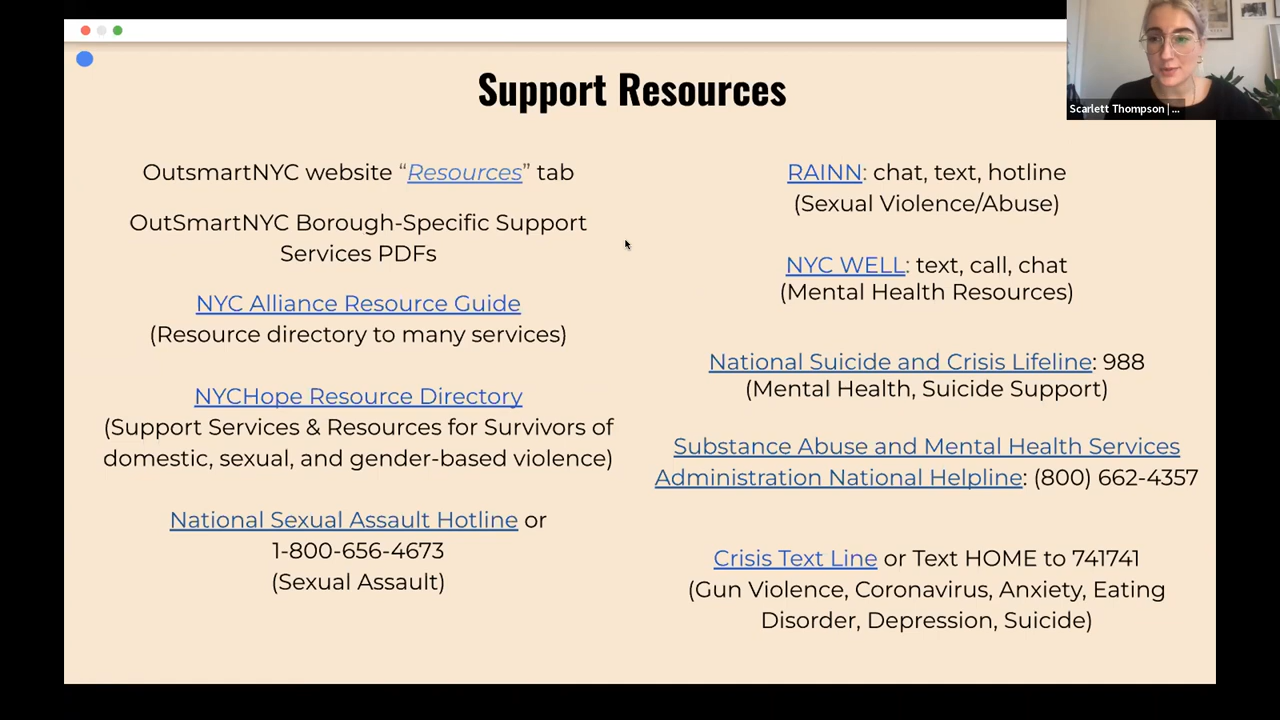 Support Resources
OutsmartNYC website “Resources” tab
OutSmartNYC Borough-Specific Support
Services PDFs
NYC Alliance Resource Guide
(Resource directory to many services)
NYCHope Resource Directory
(Support Services & Resources for Survivors of
domestic, sexual, and gender-based violence)
National Sexual Assault Hotline or
1-800-656-4673
(Sexual Assault)
RAINN: chat, text, hotline
(Sexual Violence/Abuse)
NYC WELL: text, call, chat
(Mental Health Resources)
National Suicide and Crisis Lifeline: 988
(Mental Health, Suicide Support)
Substance Abuse and Mental Health Services
Administration National Helpline: (800) 662-4357
Crisis Text Line or Text HOME to 741741
(Gun Violence, Coronavirus, Anxiety, Eating
Disorder, Depression, Suicide)
Scarlett Thompson | ...